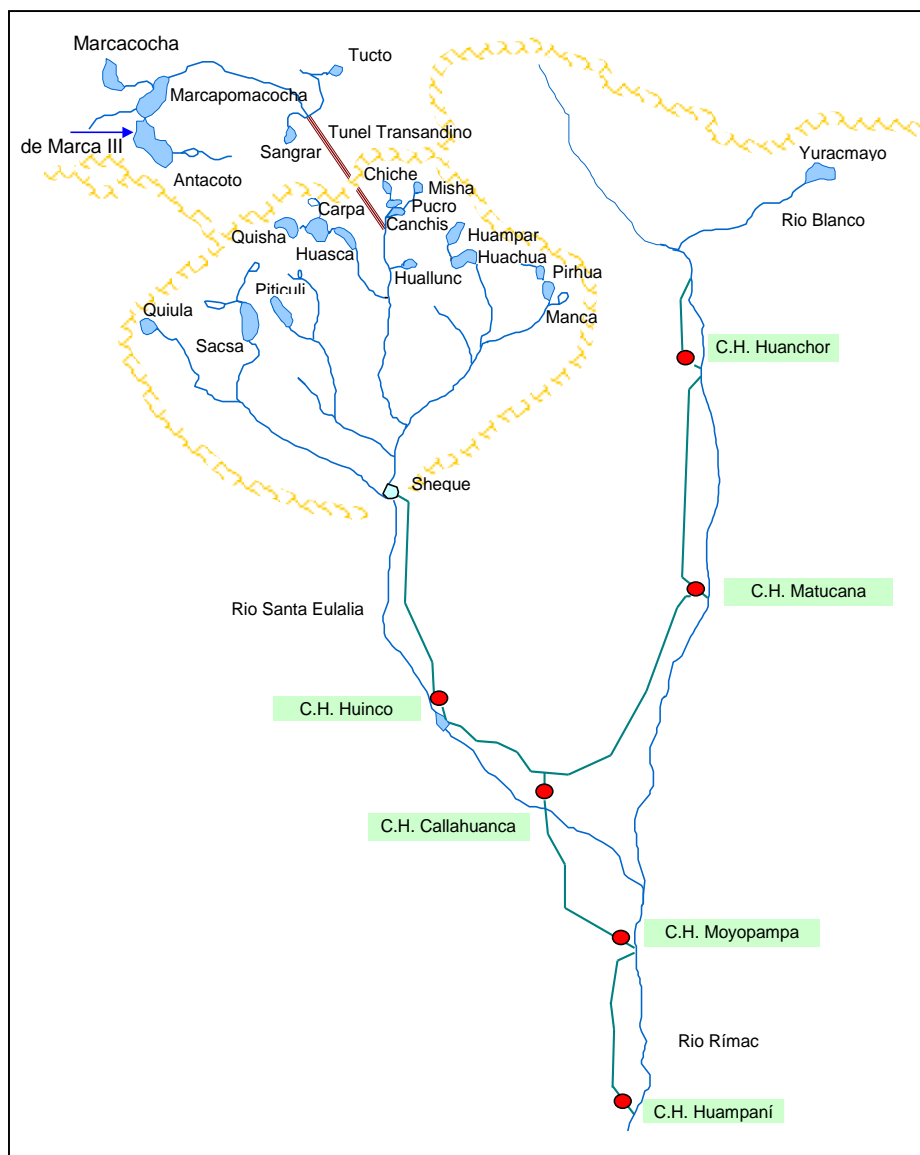 Marcacocha
Tucto
Marcapomacocha
Tunel Transandino
de Marca III
Sangrar
Antacoto
Chiche
Misha
Yuracmayo
Carpa
Pucro
Canchis
Rio Blanco
Quisha
Huampar
Huasca
Huachua
Huallunc
Pirhua
Piticuli
Quiula
Manca
Sacsa
C.H. Huanchor
Sheque
C.H. Matucana
Rio Santa Eulalia
C.H. Huinco
C.H. Callahuanca
C.H. Moyopampa
Rio Rímac
C.H. Huampaní